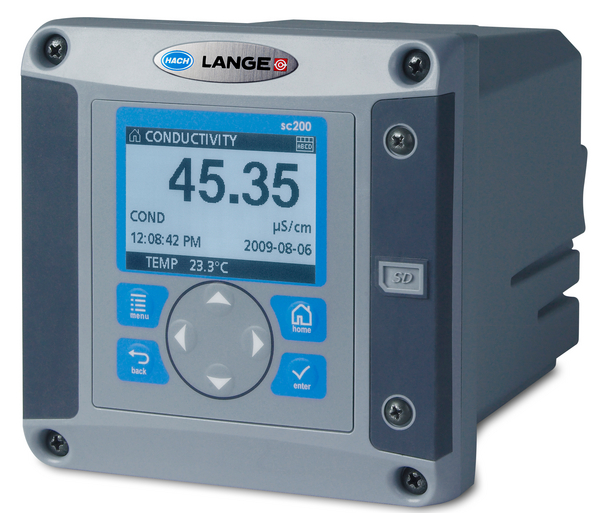 HACH LANGE
sc200
CONDUCTIVITY
ABCD
45.35
COND
µS/cm
12:08:42 PM 2009-08-06
TEMP 23.3°C
menu
home
back
enter
SD